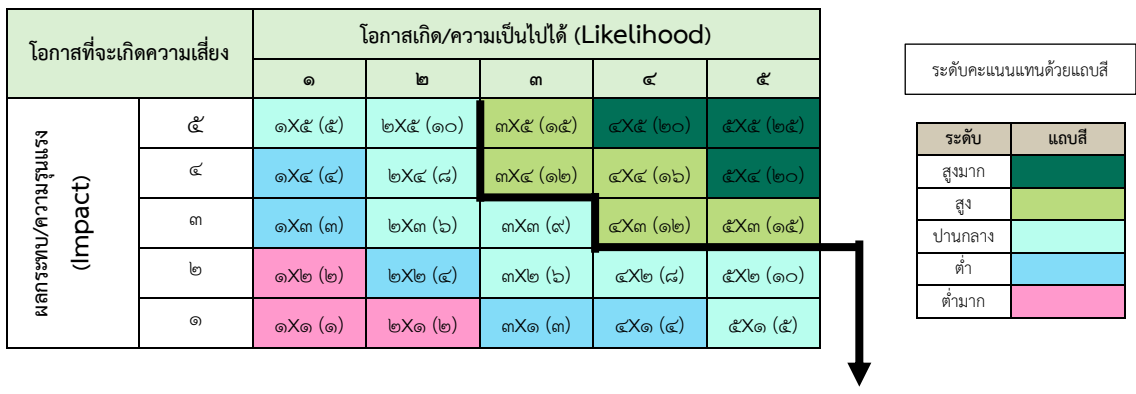 โอกาสที่จะเกิดความเสี่ยง
โอกาสเกิด/ความเป็นไปได้ (Likelihood)
๑ ๒ ๓ ๔ ๕
ผลกระทบ/ความรุนแรง
(Impact)
๕ ๑X๕ (๕) ๒X๕ (๑๐) ๓X๕ (๑๕) ๔X๕ (๒๐) ๕X๕ (๒๕)
๔ ๑X๔ (๔) ๒X๔ (๘) ๓X๔ (๑๒) ๔X๔ (๑๖) ๕X๔ (๒๐)
๓ ๑X๓ (๓) ๒X๓ (๖) ๓X๓ (๙) ๔X๓ (๑๒) ๕X๓ (๑๕)
๒ ๑X๒ (๒) ๒X๒ (๔) ๓X๒ (๖) ๔X๒ (๘) ๕X๒ (๑๐)
๑ ๑X๑ (๑) ๒X๑ (๒) ๓X๑ (๓) ๔X๑ (๔) ๕X๑ (๕)
ระดับคะแนนแทนด้วยแถบสี
ระดับ แถบสี
สูงมาก
สูง
ปานกลาง
ต่ำ
ต่ำมาก